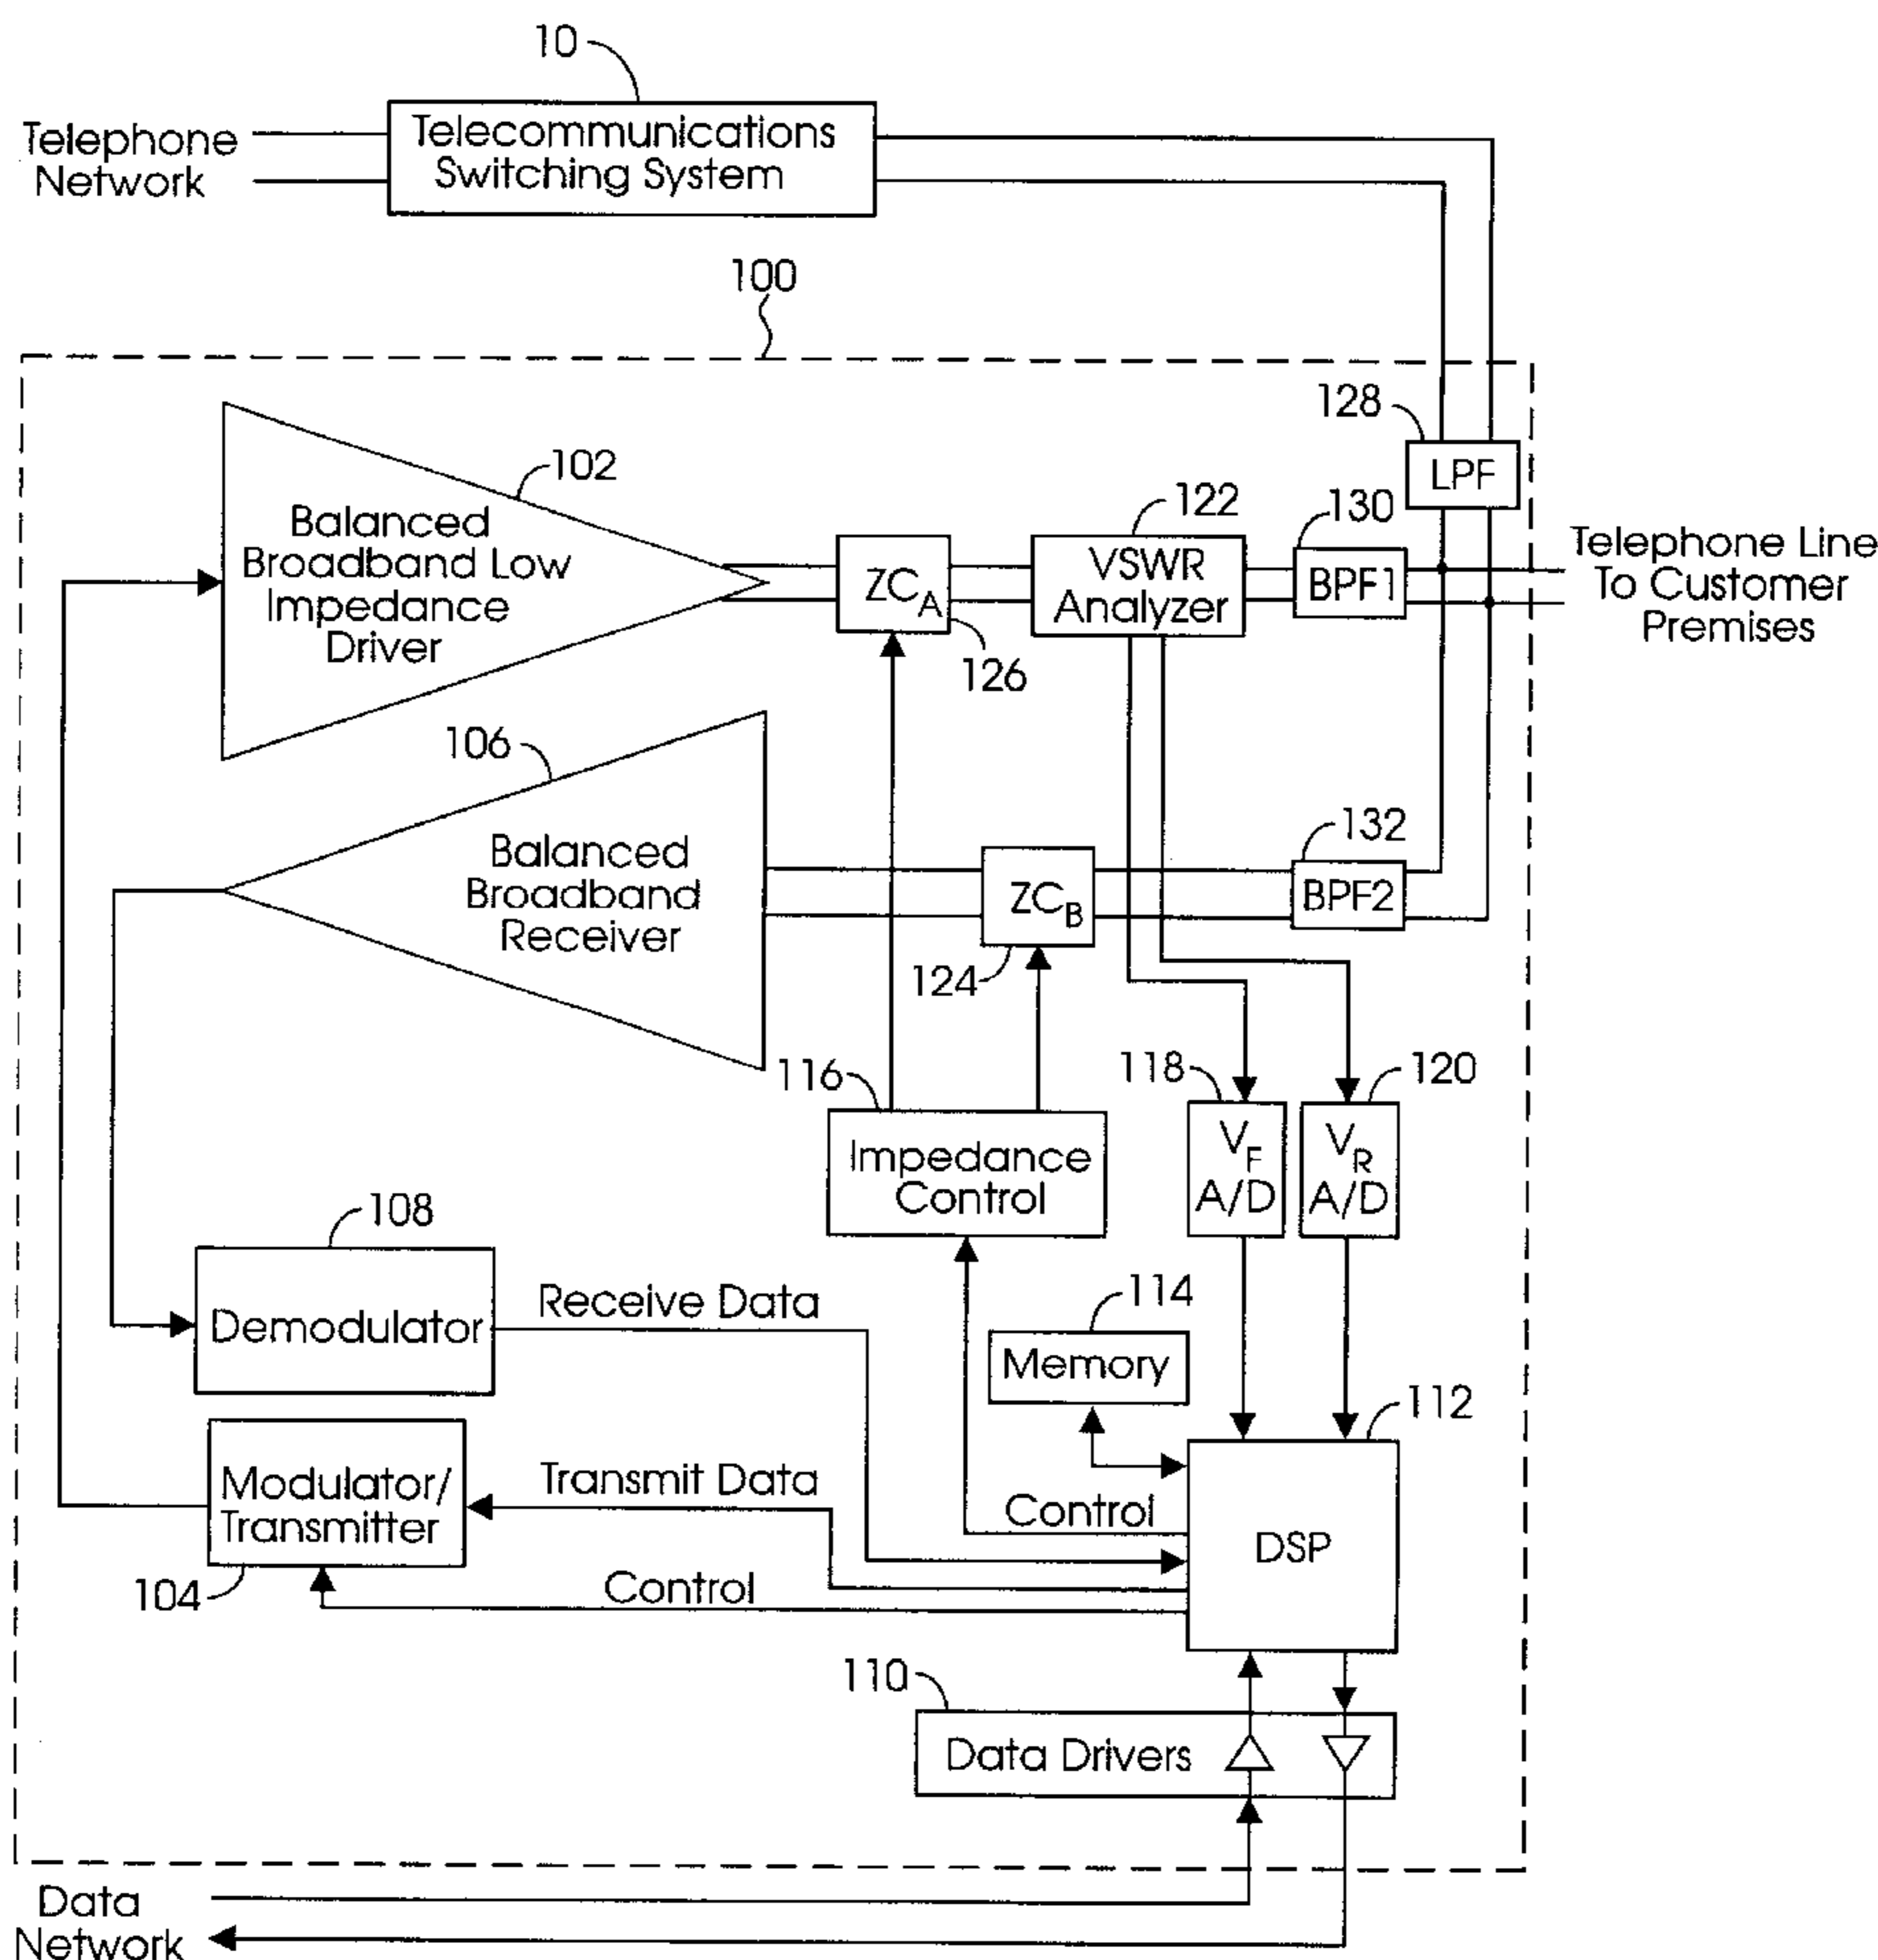 10
Telephone
Network
Telecommunications
Switching System
100
128
LPF
102
Balanced
Broadband Low
Impedance
Driver
ZCA
126
122
VSWR
Analyzer
130
BPF1
Telephone Line
To Customer
Premises
106
Balanced
Broadband
Receiver
ZCB
124
132
BPF2
116
Impedance
Control
118
VF
A/D
120
VR
A/D
108
Demodulator
Receive Data
114
Memory
112
DSP
Modulator/
Transmitter
104
Transmit Data
Control
Control
110
Data Drivers
Data
Network